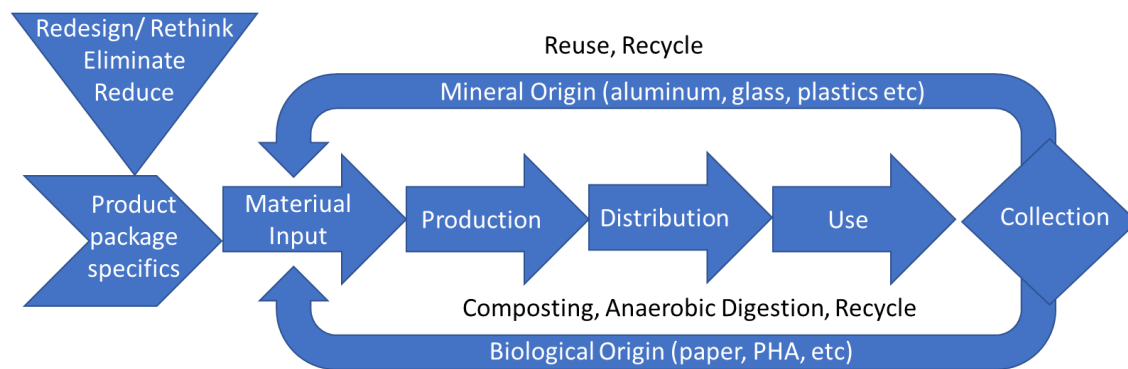 Redesign/ Rethink
Eliminate
Reduce
Reuse, Recycle
Mineral Origin (aluminum, glass, plastics etc)
Product
package
specifics
Materiual
Input
Production
Distribution
Use
Collection
Composting, Anaerobic Digestion, Recycle
Biological Origin (paper, PHA, etc)